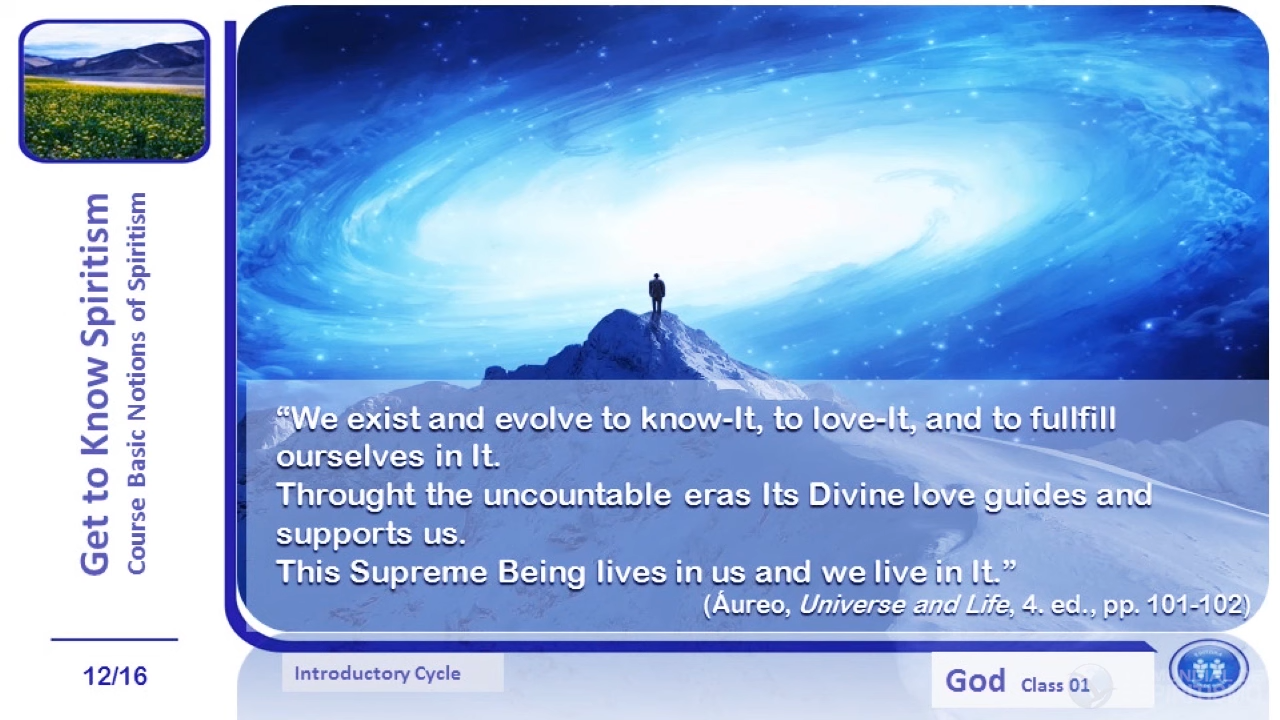 Get to Know Spiritism
Course Basic Notions of Spiritism
“We exist and evolve to know-It, to love-It, and to fullfill
ourselves in It.
Throught the uncountable eras Its Divine love guides and
supports us.
This Supreme Being lives in us and we live in It.”
(Áureo, Universe and Life, 4. ed., pp. 101-102)
12/16
Introductory Cycle
God Class 01